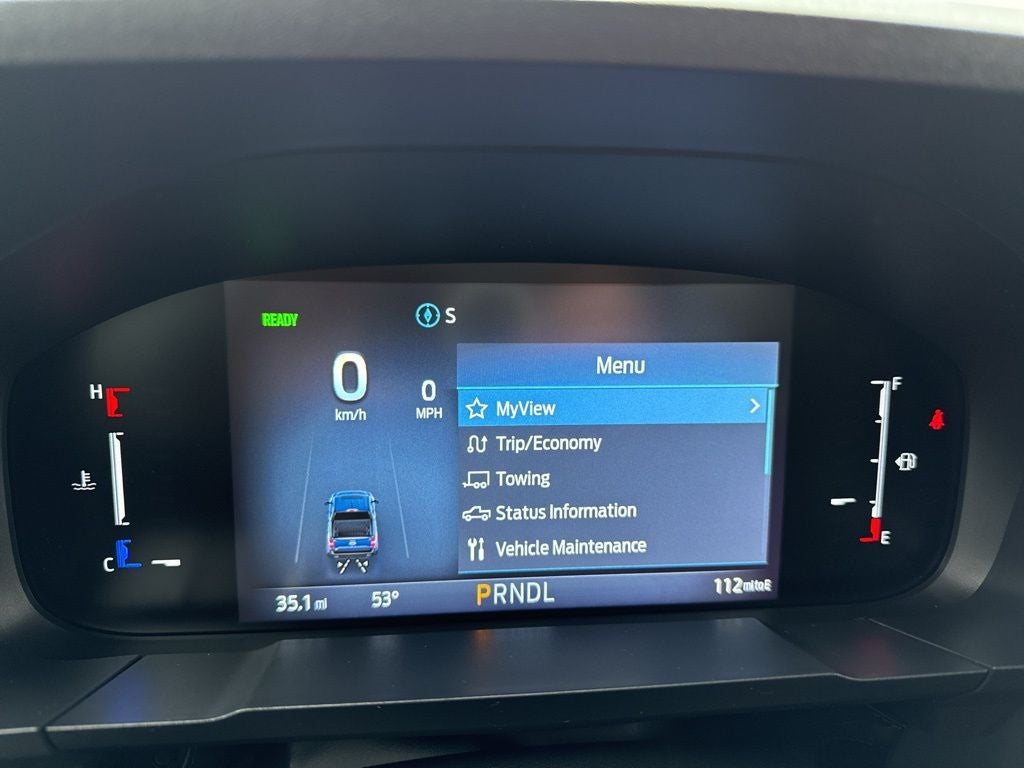 READY
S
H
0
km/h
0
MPH
Menu
MyView
Trip/Economy
Towing
Status Information
Vehicle Maintenance
F
E
C
35.1 mi
53°
PRNDL
112 mi to E